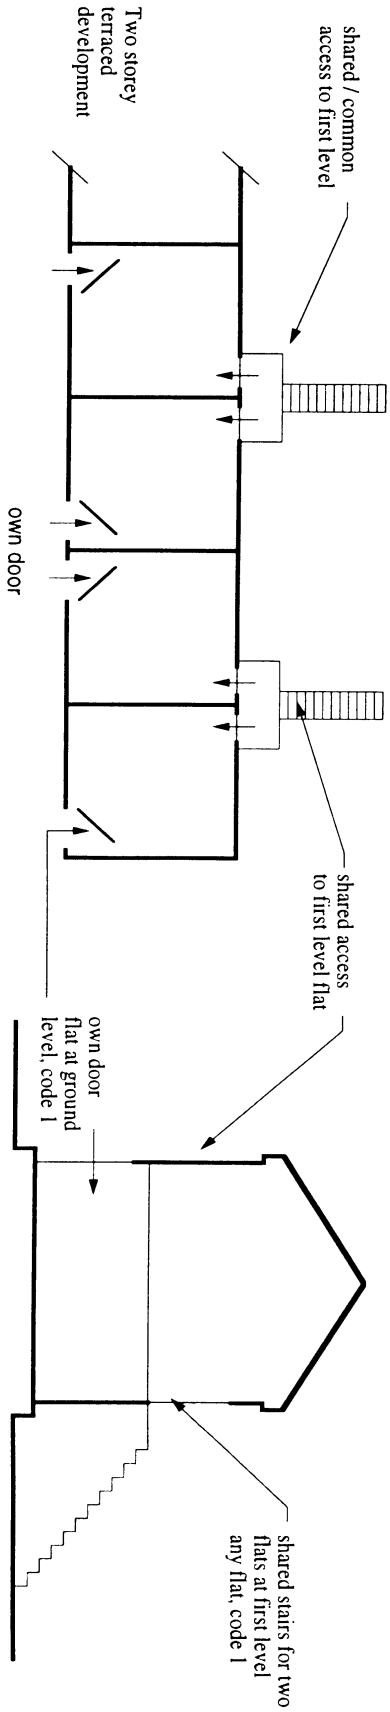 shared / common
access to first level
Two storey
terraced
development
own door
shared access
to first level flat
own door
flat at ground
level, code 1
shared stairs for two
flats at first level
any flat, code 1